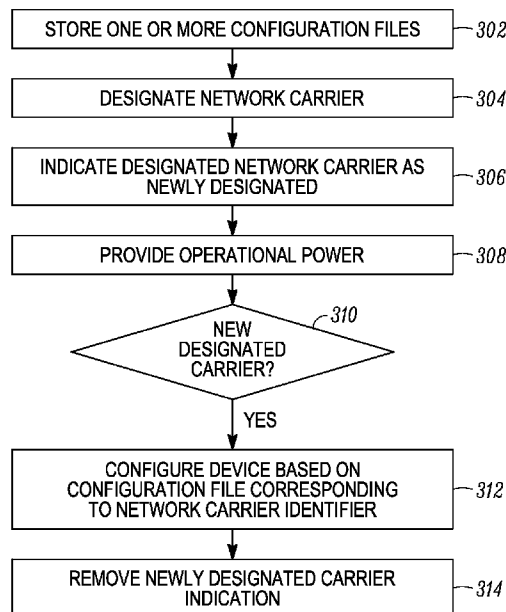 STORE ONE OR MORE CONFIGURATION FILES
302
DESIGNATE NETWORK CARRIER
304
INDICATE DESIGNATED NETWORK CARRIER AS
NEWLY DESIGNATED
306
PROVIDE OPERATIONAL POWER
308
310
NEW
DESIGNATED
CARRIER?
YES
CONFIGURE DEVICE BASED ON
CONFIGURATION FILE CORRESPONDING
TO NETWORK CARRIER IDENTIFIER
312
REMOVE NEWLY DESIGNATED CARRIER
INDICATION
314